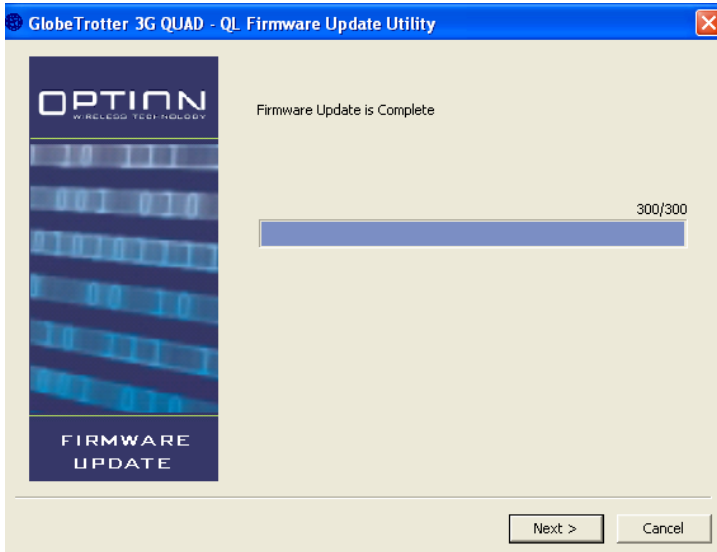 GlobeTrotter 3G QUAD - QL Firmware Update Utility
OPTION
WIRELESS TECHNOLOGY
Firmware Update is Complete
300/300
FIRMWARE
UPDATE
Next >
Cancel